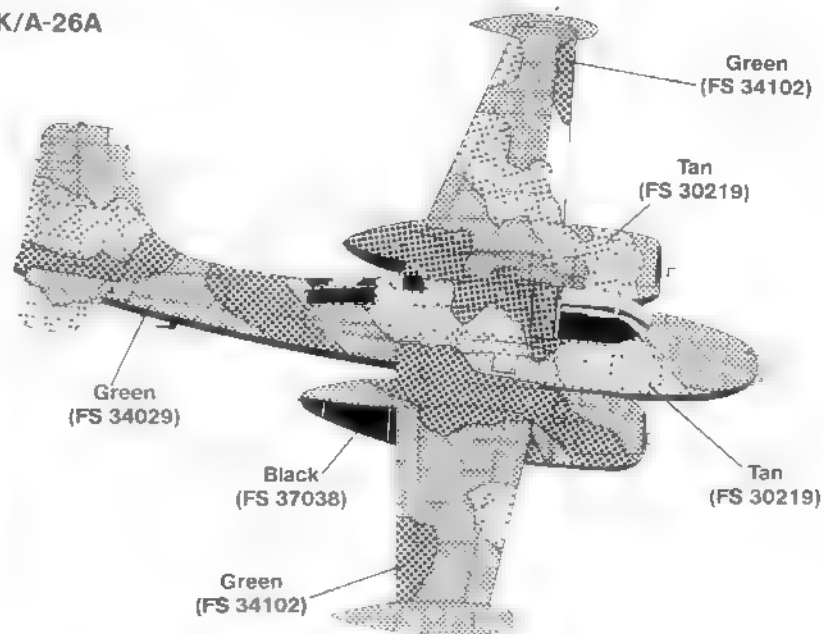 K/A-26A
Green
(FS 34102)
Tan
(FS 30219)
Green
(FS 34029)
Black
(FS 37038)
Tan
(FS 30219)
Green
(FS 34102)